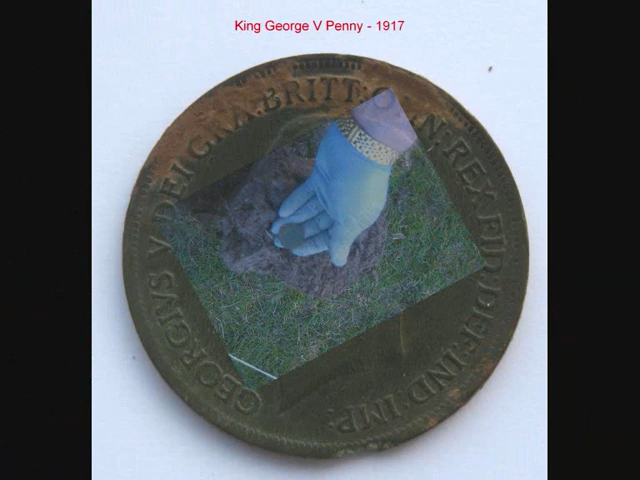 King George V Penny - 1917
GEORGIVS V DEI GRA: BRITT: OMN: REX FID: DEF: IND: IMP: